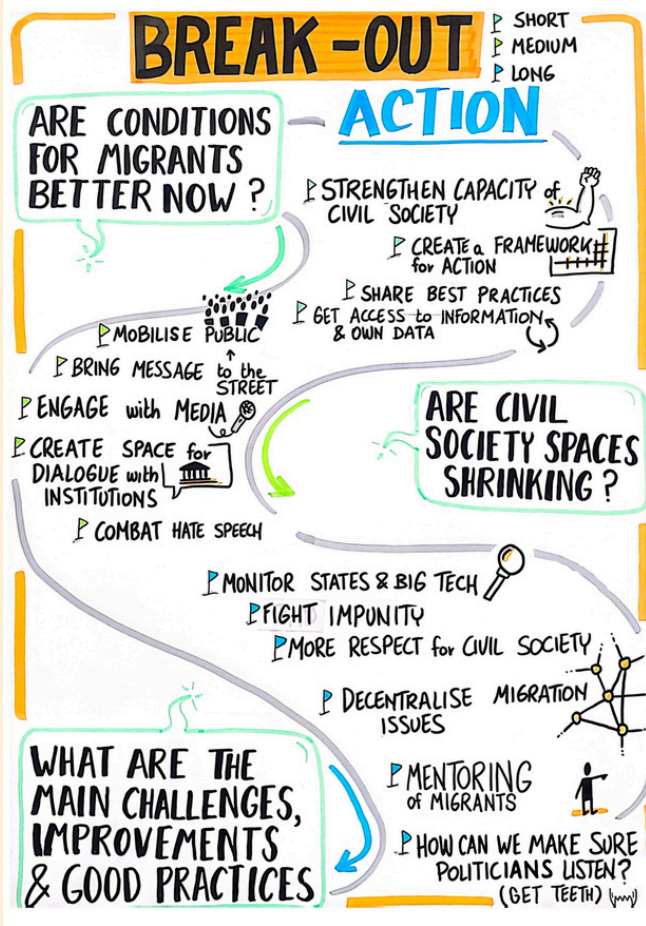 BREAK-OUT
SHORT
MEDIUM
LONG
ACTION
ARE CONDITIONS
FOR MIGRANTS
BETTER NOW?
STRENGTHEN CAPACITY of
CIVIL SOCIETY
CREATE a FRAMEWORK
for ACTION
SHARE BEST PRACTICES
GET ACCESS to INFORMATION
& OWN DATA
MOBILISE PUBLIC
BRING MESSAGE to the
STREET
ENGAGE with MEDIA
CREATE SPACE for
DIALOGUE with
INSTITUTIONS
COMBAT HATE SPEECH
ARE CIVIL
SOCIETY SPACES
SHRINKING?
MONITOR STATES & BIG TECH
FIGHT IMPUNITY
MORE RESPECT for CIVIL SOCIETY
DECENTRALISE MIGRATION
ISSUES
MENTORING
of MIGRANTS
HOW CAN WE MAKE SURE
POLITICIANS LISTEN?
(GET TEETH)
WHAT ARE THE
MAIN CHALLENGES,
IMPROVEMENTS
& GOOD PRACTICES